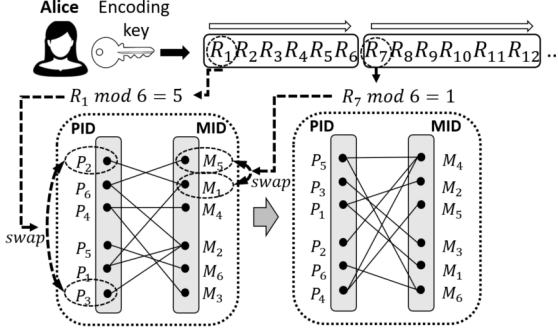 Alice Encoding key
R1R2R3R4R5R6 R7R8R9R10R11R12 ..
R1 mod 6 = 5
R7 mod 6 = 1
PID MID
P2 M5
P6 M1
P4 M4
P5 M2
P1 M6
P3 M3
swap
swap
PID MID
P5 M4
P3 M2
P1 M5
P2 M3
P6 M1
P4 M6